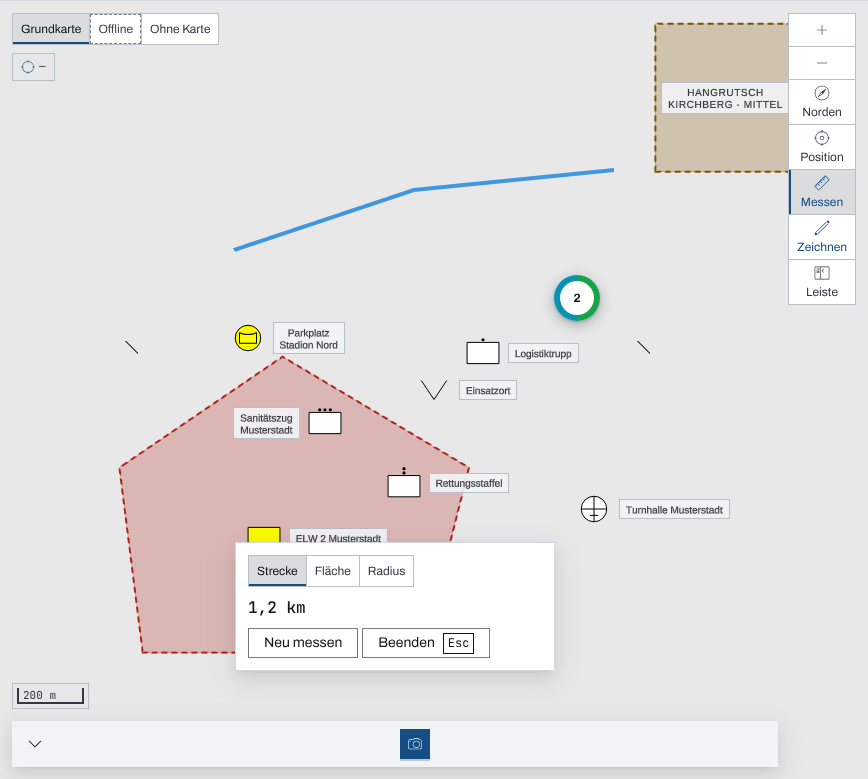 Grundkarte Offline Ohne Karte
–
HANGRUTSCH
KIRCHBERG · MITTEL
+
–
Norden
Position
Messen
Zeichnen
Leiste
2
Parkplatz
Stadion Nord
Logistiktrupp
Einsatzort
Sanitätszug
Musterstadt
Rettungsstaffel
Turnhalle Musterstadt
ELW 2 Musterstadt
Strecke Fläche Radius
1,2 km
Neu messen Beenden Esc
200 m